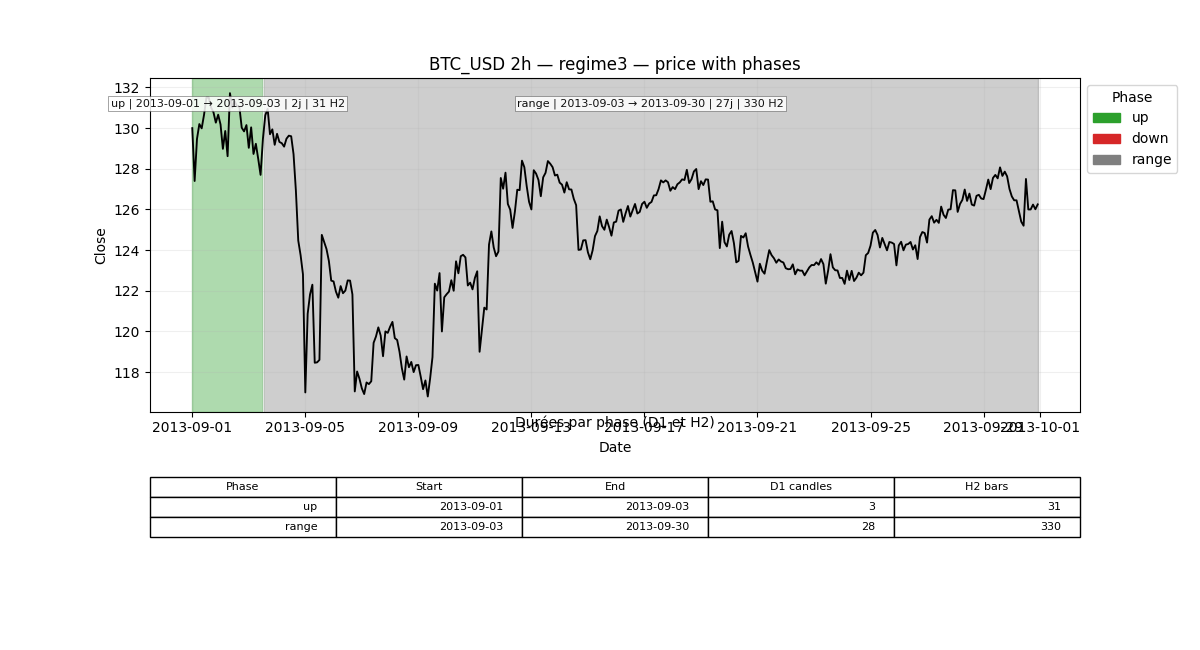 BTC_USD 2h — regime3 — price with phases
132
130
128
126
124
122
120
118
Close
up | 2013-09-01 → 2013-09-03 | 2j | 31 H2
range | 2013-09-03 → 2013-09-30 | 27j | 330 H2
Phase
up
down
range
2013-09-01
2013-09-05
2013-09-09
2013-09-13
2013-09-17
2013-09-21
2013-09-25
2013-09-29
2013-10-01
Durées par phase (D1 et H2)
Date
Phase Start End D1 candles H2 bars
up 2013-09-01 2013-09-03 3 31
range 2013-09-03 2013-09-30 28 330